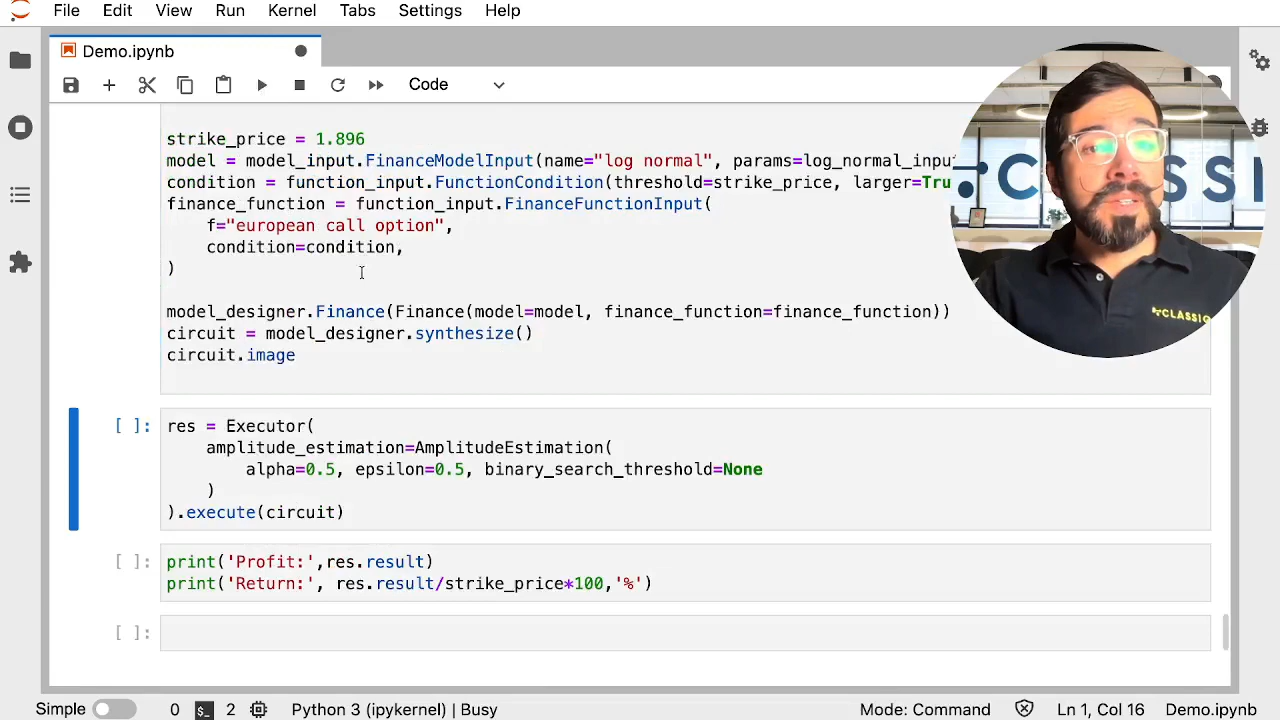 File Edit View Run Kernel Tabs Settings Help
Demo.ipynb
Code
strike_price = 1.896
model = model_input.FinanceModelInput(name="log normal", params=log_normal_inpu
condition = function_input.FunctionCondition(threshold=strike_price, larger=Tru
finance_function = function_input.FinanceFunctionInput(
f="european call option",
condition=condition,
)
model_designer.Finance(Finance(model=model, finance_function=finance_function))
circuit = model_designer.synthesize()
circuit.image
[ ]:
res = Executor(
amplitude_estimation=AmplitudeEstimation(
alpha=0.5, epsilon=0.5, binary_search_threshold=None
)
).execute(circuit)
[ ]:
print('Profit:',res.result)
print('Return:', res.result/strike_price*100,'%')
[ ]:
CLASSI
CLASSIQ
Simple 0 $_ 2 Python 3 (ipykernel) | Busy Mode: Command Ln 1, Col 16 Demo.ipynb